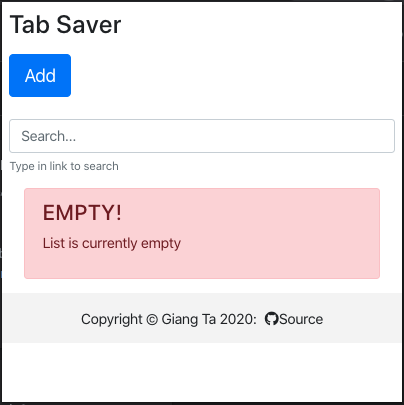 Tab Saver
Add
Search...
Type in link to search
EMPTY!
List is currently empty
Copyright © Giang Ta 2020: Source